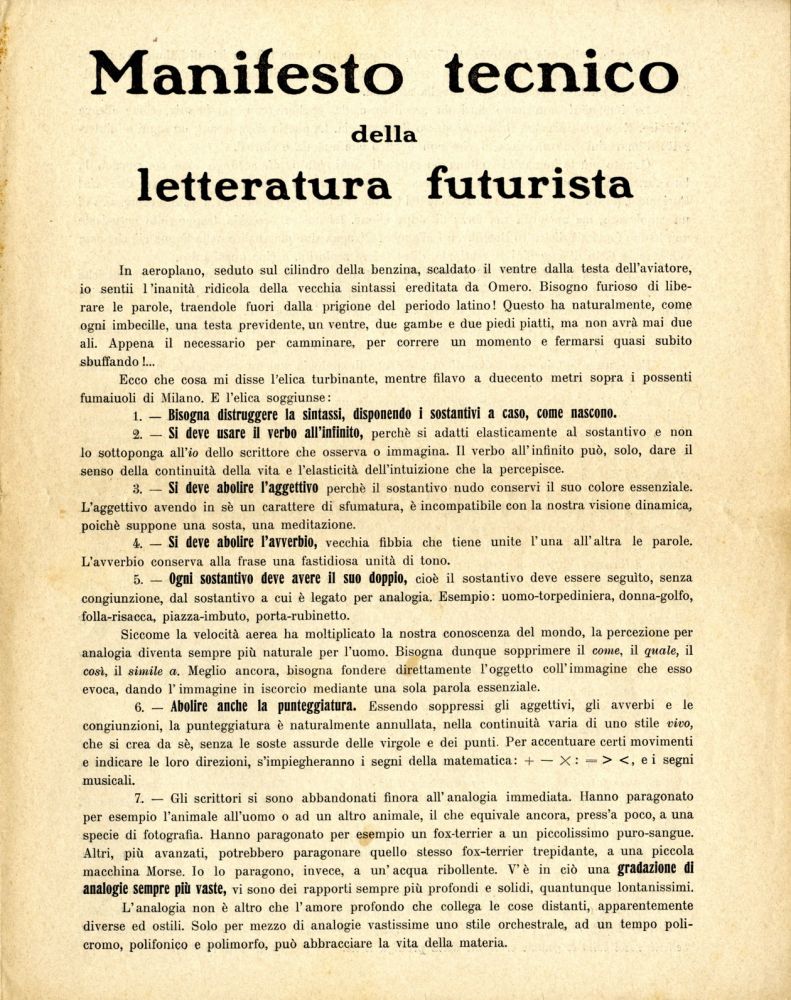 Manifesto tecnico
della
letteratura futurista
In aeroplano, seduto sul cilindro della benzina, scaldato il ventre dalla testa dell'aviatore,
io sentii l'inanità ridicola della vecchia sintassi ereditata da Omero. Bisogno furioso di libe-
rare le parole, traendole fuori dalla prigione del periodo latino! Questo ha naturalmente, come
ogni imbecille, una testa previdente, un ventre, due gambe e due piedi piatti, ma non avrà mai due
ali. Appena il necessario per camminare, per correre un momento e fermarsi quasi subito
sbuffando!...
Ecco che cosa mi disse l'elica turbinante, mentre filavo a duecento metri sopra i possenti
fumaiuoli di Milano. E l'elica soggiunse:
1. — Bisogna distruggere la sintassi, disponendo i sostantivi a caso, come nascono.
2. — Si deve usare il verbo all'infinito, perchè si adatti elasticamente al sostantivo e non
lo sottoponga all'io dello scrittore che osserva o immagina. Il verbo all'infinito può, solo, dare il
senso della continuità della vita e l'elasticità dell'intuizione che la percepisce.
3. — Si deve abolire l'aggettivo perchè il sostantivo nudo conservi il suo colore essenziale.
L'aggettivo avendo in sè un carattere di sfumatura, è incompatibile con la nostra visione dinamica,
poichè suppone una sosta, una meditazione.
4. — Si deve abolire l'avverbio, vecchia fibbia che tiene unite l'una all'altra le parole.
L'avverbio conserva alla frase una fastidiosa unità di tono.
5. — Ogni sostantivo deve avere il suo doppio, cioè il sostantivo deve essere seguìto, senza
congiunzione, dal sostantivo a cui è legato per analogia. Esempio: uomo-torpediniera, donna-golfo,
folla-risacca, piazza-imbuto, porta-rubinetto.
Siccome la velocità aerea ha moltiplicato la nostra conoscenza del mondo, la percezione per
analogia diventa sempre più naturale per l'uomo. Bisogna dunque sopprimere il come, il quale, il
così, il simile a. Meglio ancora, bisogna fondere direttamente l'oggetto coll'immagine che esso
evoca, dando l'immagine in iscorcio mediante una sola parola essenziale.
6. — Abolire anche la punteggiatura. Essendo soppressi gli aggettivi, gli avverbi e le
congiunzioni, la punteggiatura è naturalmente annullata, nella continuità varia di uno stile vivo,
che si crea da sè, senza le soste assurde delle virgole e dei punti. Per accentuare certi movimenti
e indicare le loro direzioni, s'impiegheranno i segni della matematica: + — × : = > <, e i segni
musicali.
7. — Gli scrittori si sono abbandonati finora all'analogia immediata. Hanno paragonato
per esempio l'animale all'uomo o ad un altro animale, il che equivale ancora, press'a poco, a una
specie di fotografia. Hanno paragonato per esempio un fox-terrier a un piccolissimo puro-sangue.
Altri, più avanzati, potrebbero paragonare quello stesso fox-terrier trepidante, a una piccola
macchina Morse. Io lo paragono, invece, a un'acqua ribollente. V'è in ciò una gradazione di
analogie sempre più vaste, vi sono dei rapporti sempre più profondi e solidi, quantunque lontanissimi.
L'analogia non è altro che l'amore profondo che collega le cose distanti, apparentemente
diverse ed ostili. Solo per mezzo di analogie vastissime uno stile orchestrale, ad un tempo poli-
cromo, polifonico e polimorfo, può abbracciare la vita della materia.